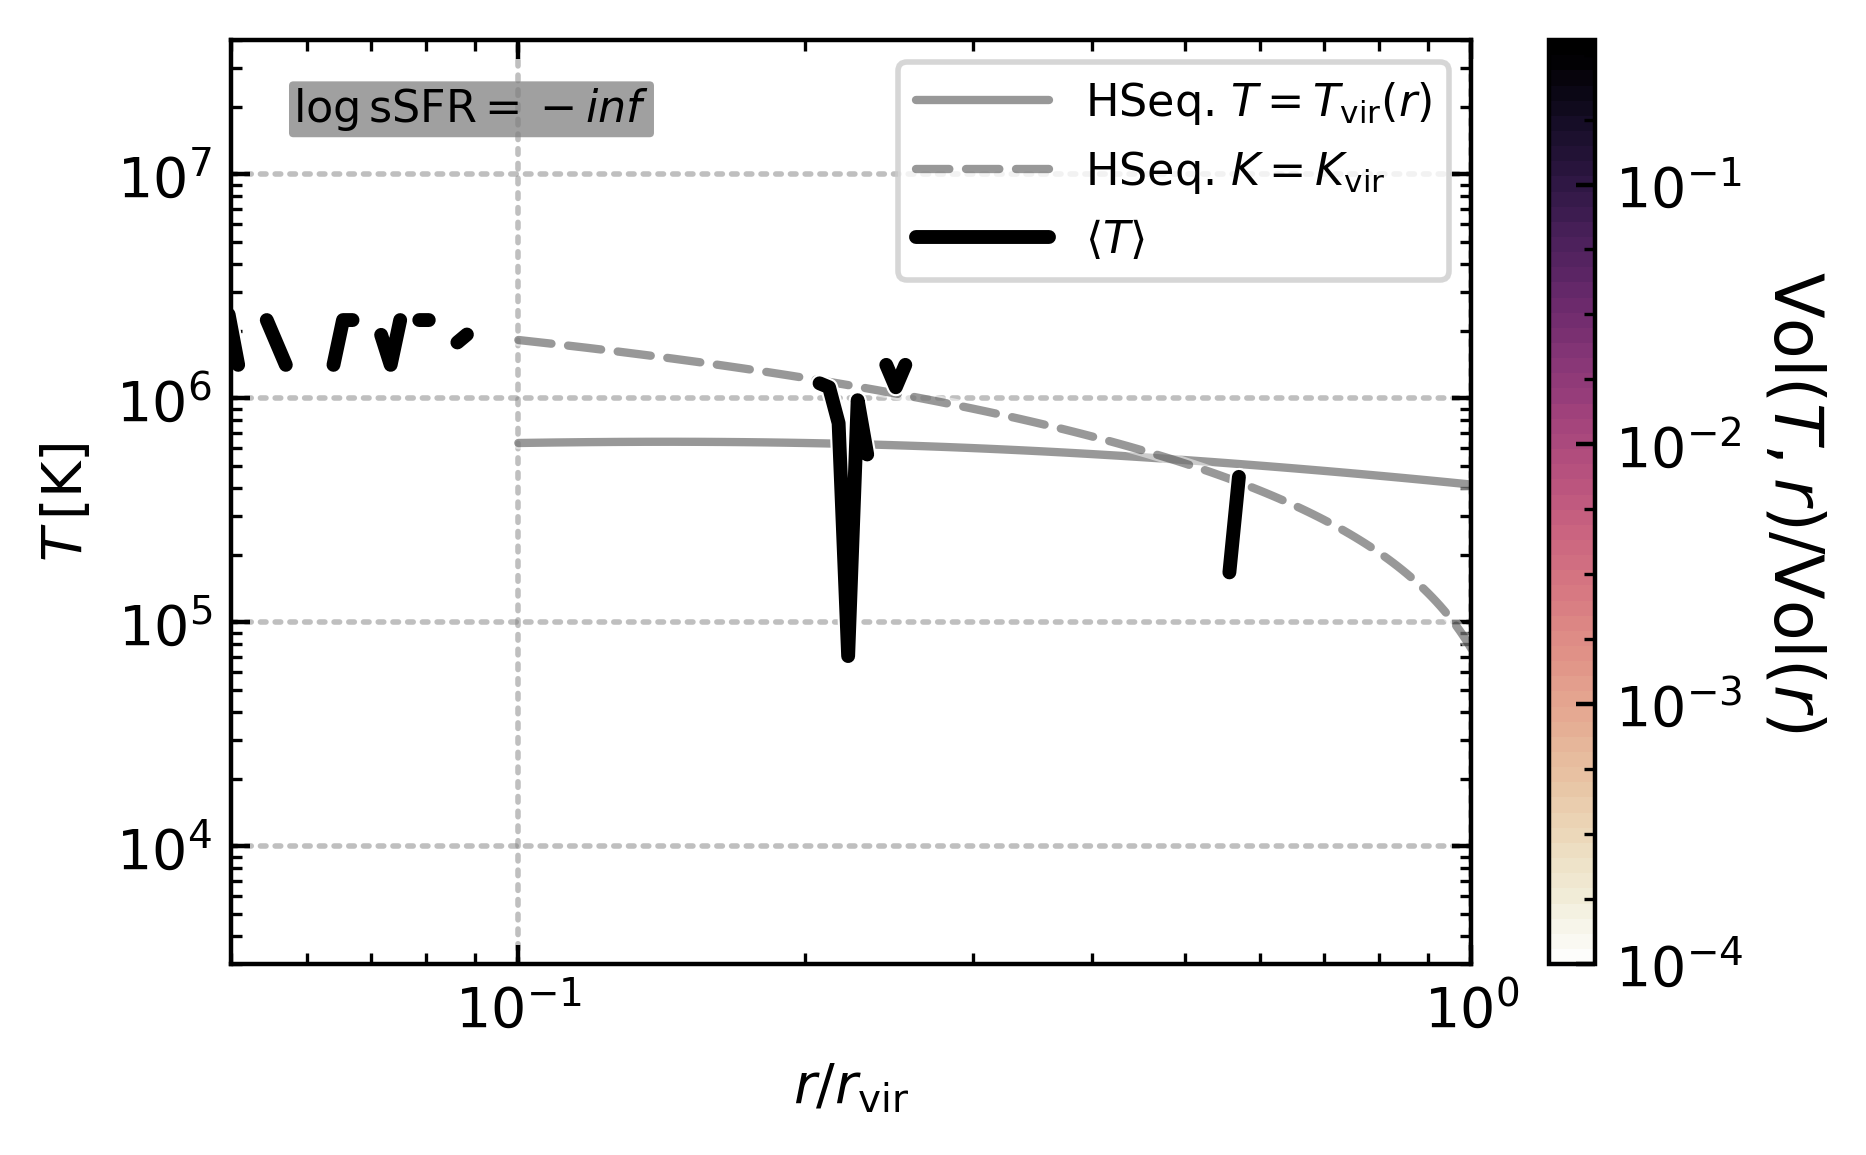 log sSFR = −inf
HSeq. T = T_vir(r)
HSeq. K = K_vir
⟨T⟩
10^7
10^6
10^5
10^4
T [K]
10^−1
10^0
r/r_vir
10^−1
10^−2
10^−3
10^−4
Vol(T, r)/Vol(r)